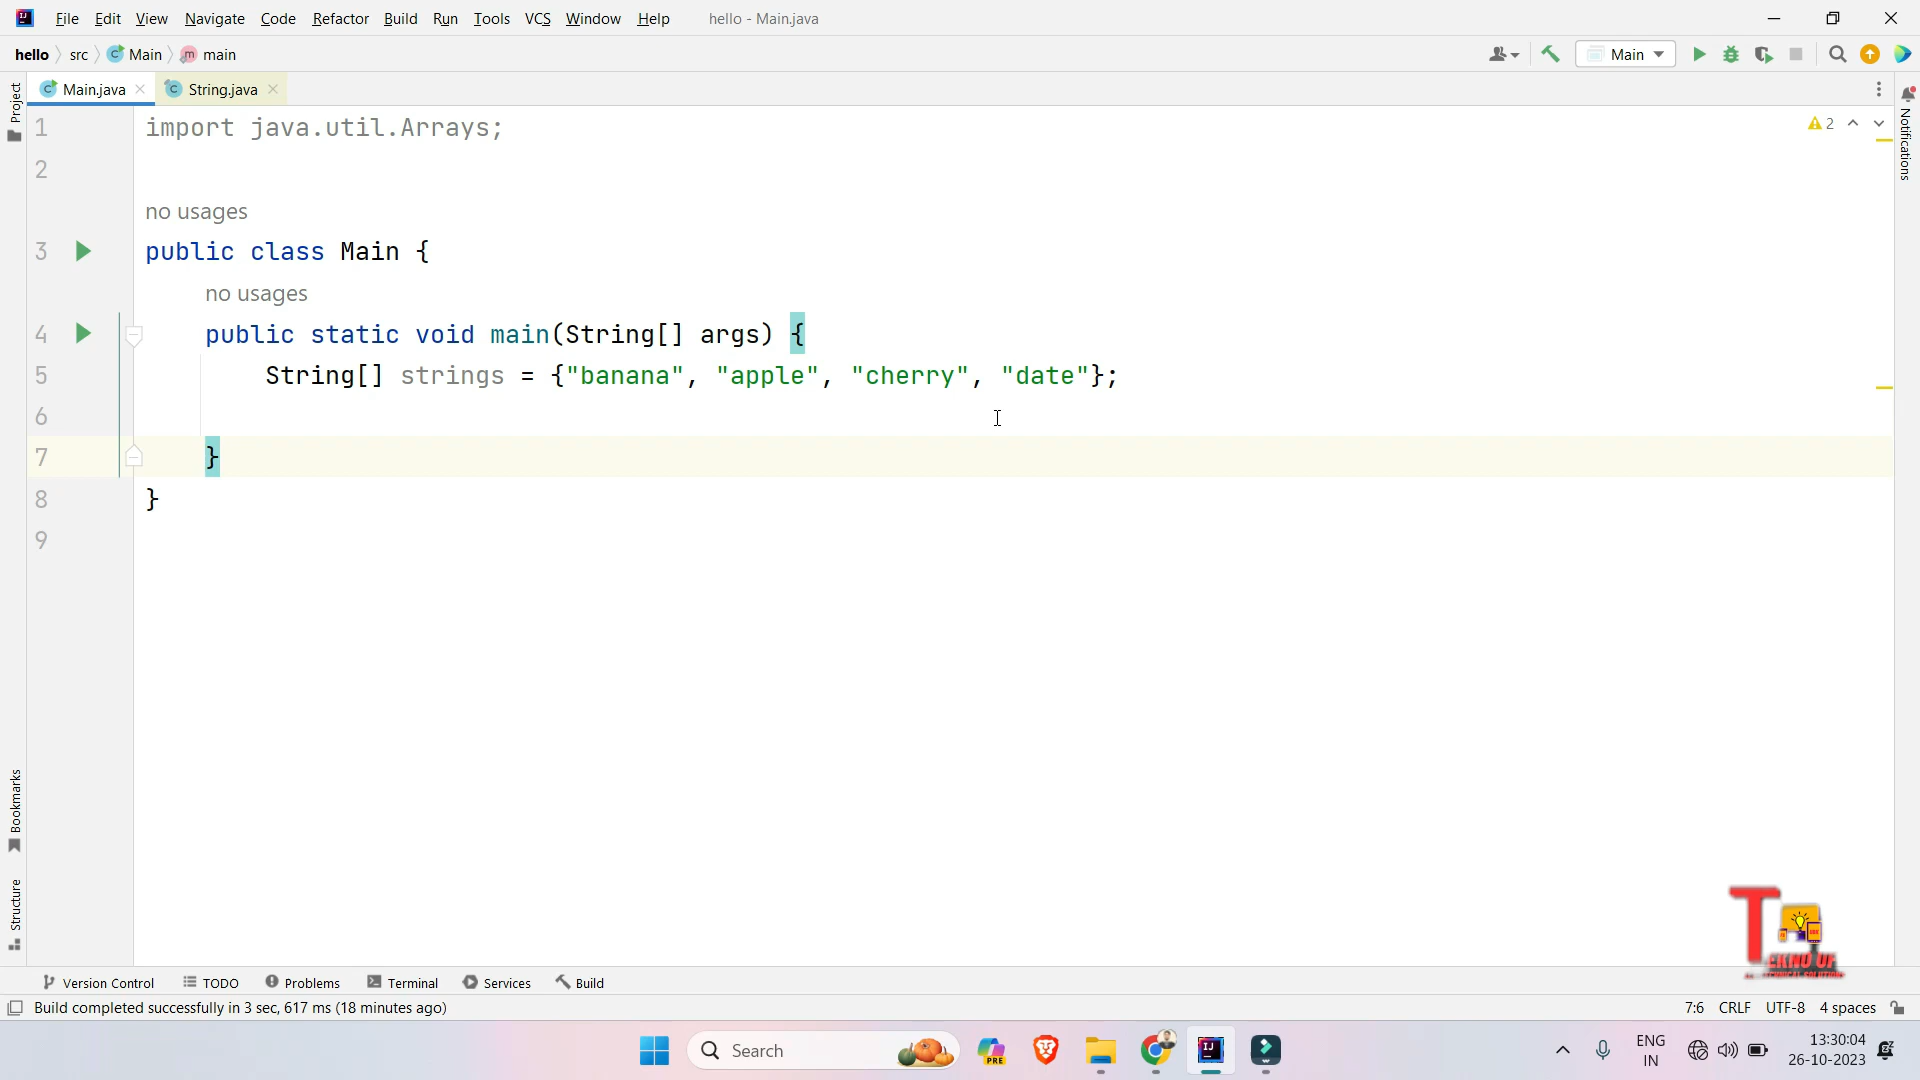 File Edit View Navigate Code Refactor Build Run Tools VCS Window Help hello - Main.java
hello src Main main
Main
Main.java String.java
Project
Notifications
2
1 import java.util.Arrays;
2
no usages
3 public class Main {
no usages
4 public static void main(String[] args) {
5 String[] strings = {"banana", "apple", "cherry", "date"};
6
7 }
8 }
9
Bookmarks
Structure
Version Control TODO Problems Terminal Services Build
Build completed successfully in 3 sec, 617 ms (18 minutes ago) 7:6 CRLF UTF-8 4 spaces
Search
PRE
IJ
ENG
IN
13:30:04
26-10-2023